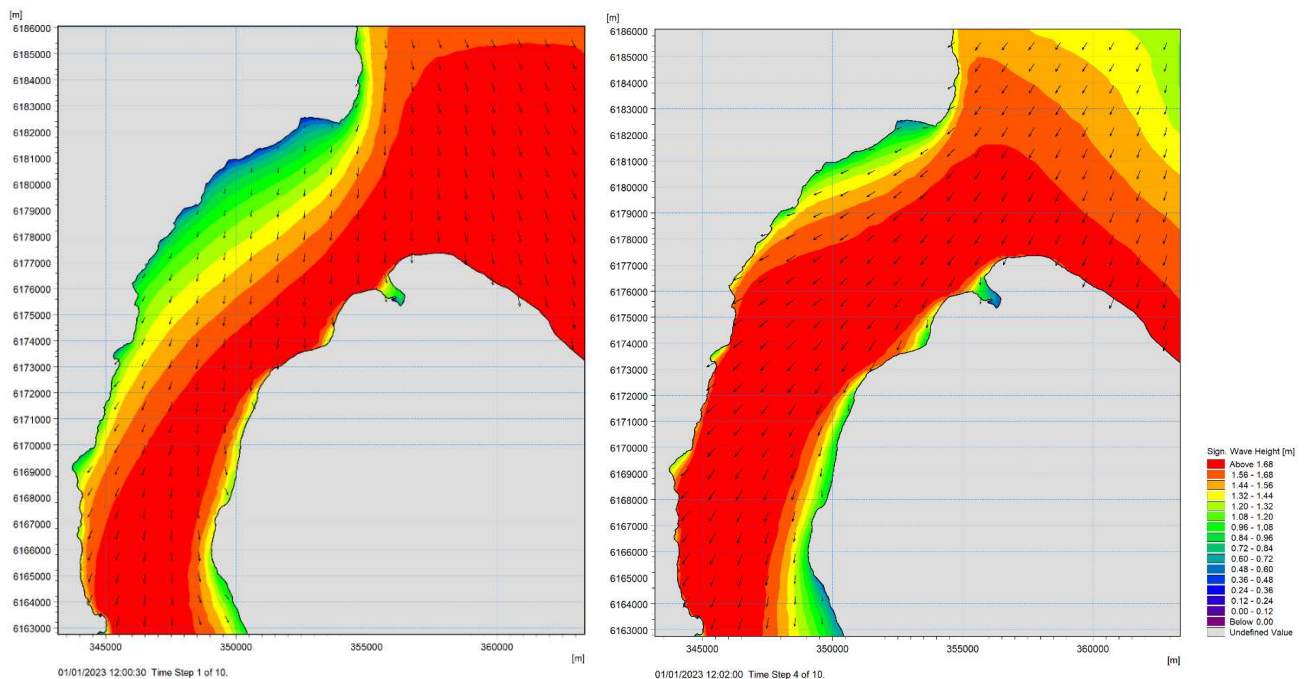 [m]
6186000
6185000
6184000
6183000
6182000
6181000
6180000
6179000
6178000
6177000
6176000
6175000
6174000
6173000
6172000
6171000
6170000
6169000
6168000
6167000
6166000
6165000
6164000
6163000
345000 350000 355000 360000
[m]
01/01/2023 12:00:30 Time Step 1 of 10.
[m]
6186000
6185000
6184000
6183000
6182000
6181000
6180000
6179000
6178000
6177000
6176000
6175000
6174000
6173000
6172000
6171000
6170000
6169000
6168000
6167000
6166000
6165000
6164000
6163000
345000 350000 355000 360000
[m]
01/01/2023 12:02:00 Time Step 4 of 10.
Sign. Wave Height [m]
Above 1.68
1.56 - 1.68
1.44 - 1.56
1.32 - 1.44
1.20 - 1.32
1.08 - 1.20
0.96 - 1.08
0.84 - 0.96
0.72 - 0.84
0.60 - 0.72
0.48 - 0.60
0.36 - 0.48
0.24 - 0.36
0.12 - 0.24
0.00 - 0.12
Below 0.00
Undefined Value